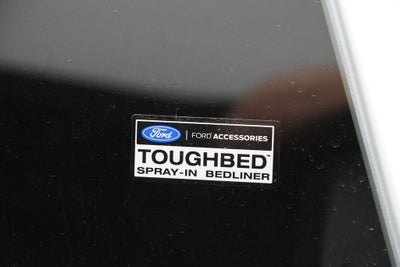 Ford | FORD ACCESSORIES
TOUGHBED™
SPRAY-IN BEDLINER